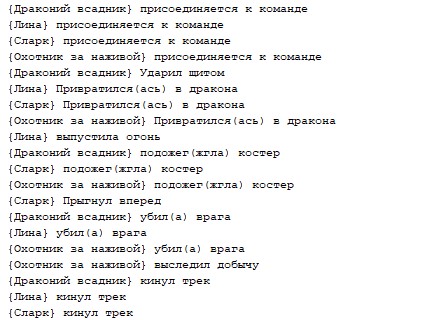 {Драконий всадник} присоединяется к команде
{Лина} присоединяется к команде
{Сларк} присоединяется к команде
{Охотник за наживой} присоединяется к команде
{Драконий всадник} Ударил щитом
{Лина} Привратился(ась) в дракона
{Сларк} Привратился(ась) в дракона
{Охотник за наживой} Привратился(ась) в дракона
{Лина} выпустила огонь
{Драконий всадник} подожег(жгла) костер
{Сларк} подожег(жгла) костер
{Охотник за наживой} подожег(жгла) костер
{Сларк} Прыгнул вперед
{Драконий всадник} убил(а) врага
{Лина} убил(а) врага
{Охотник за наживой} убил(а) врага
{Охотник за наживой} выследил добычу
{Драконий всадник} кинул трек
{Лина} кинул трек
{Сларк} кинул трек